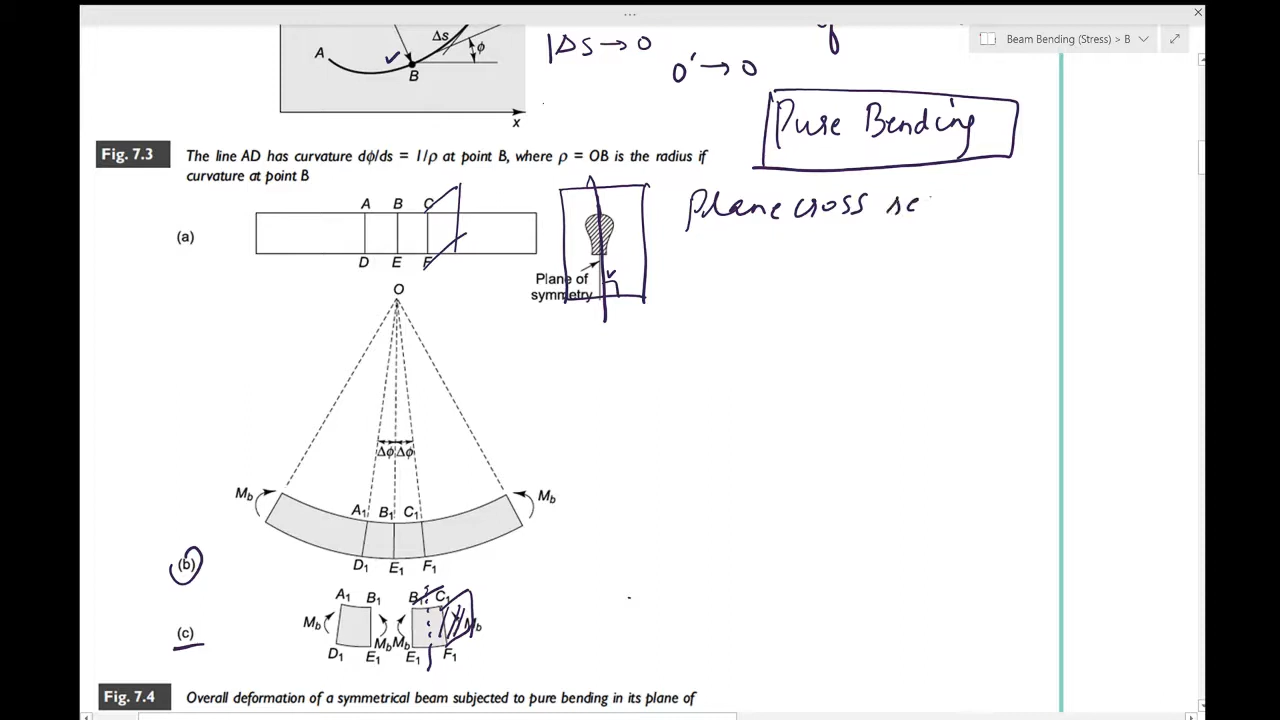 Beam Bending (Stress) > B
of
Δs
ϕ
A
B
x
|Δs → 0
O' → 0
Pure Bending
Fig. 7.3
The line AD has curvature dϕ/ds = 1/ρ at point B, where ρ = OB is the radius if
curvature at point B
Plane cross se
A B C
(a)
D E F
Plane of
symmetry
O
Δϕ Δϕ
Mb Mb
A1 B1 C1
(b)
D1 E1 F1
A1 B1 B1 C1
(c)
Mb Mb Mb Mb
D1 E1 E1 F1
Fig. 7.4
Overall deformation of a symmetrical beam subjected to pure bending in its plane of